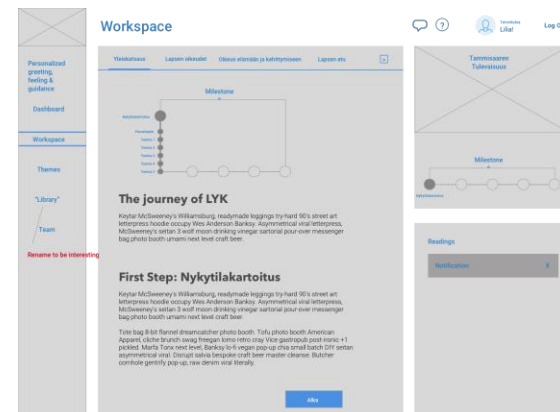 Workspace
?
Tervetuloa
Lilia!
Log O
Personalized
greeting,
feeling &
guidance
Dashboard
Workspace
Themes
"Library"
Team
Rename to be interesting
Yleiskatsaus
Lapsen oikeudet
Oikeus elämään ja kehittymiseen
Lapsen etu
x
Milestone
Nykytilakartoitus
The journey of LYK
Keytar McSweeney's Williamsburg, readymade leggings try-hard 90's street art
letterpress hoodie occupy Wes Anderson Banksy. Asymmetrical viral letterpress,
McSweeney's seitan 3 wolf moon drinking vinegar sartorial pour-over messenger
bag photo booth umami next level craft beer.
First Step: Nykytilakartoitus
Keytar McSweeney's Williamsburg, readymade leggings try-hard 90's street art
letterpress hoodie occupy Wes Anderson Banksy. Asymmetrical viral letterpress,
McSweeney's seitan 3 wolf moon drinking vinegar sartorial pour-over messenger
bag photo booth umami next level craft beer.
Tote bag 8-bit flannel dreamcatcher photo booth. Tofu photo booth American
Apparel, cliche brunch swag freegan lomo retro cray Vice gastropub post-ironic +1
pickled. Marfa Tonx next level, Banksy lo-fi vegan pop-up chia small batch DIY seitan
asymmetrical viral. Disrupt salvia bespoke craft beer master cleanse. Butcher
cornhole gentrify pop-up, raw denim viral literally.
Alka
Tammisaaren
Tulevaisuus
Milestone
Nykytilakartoitus
Readings
Notification
X